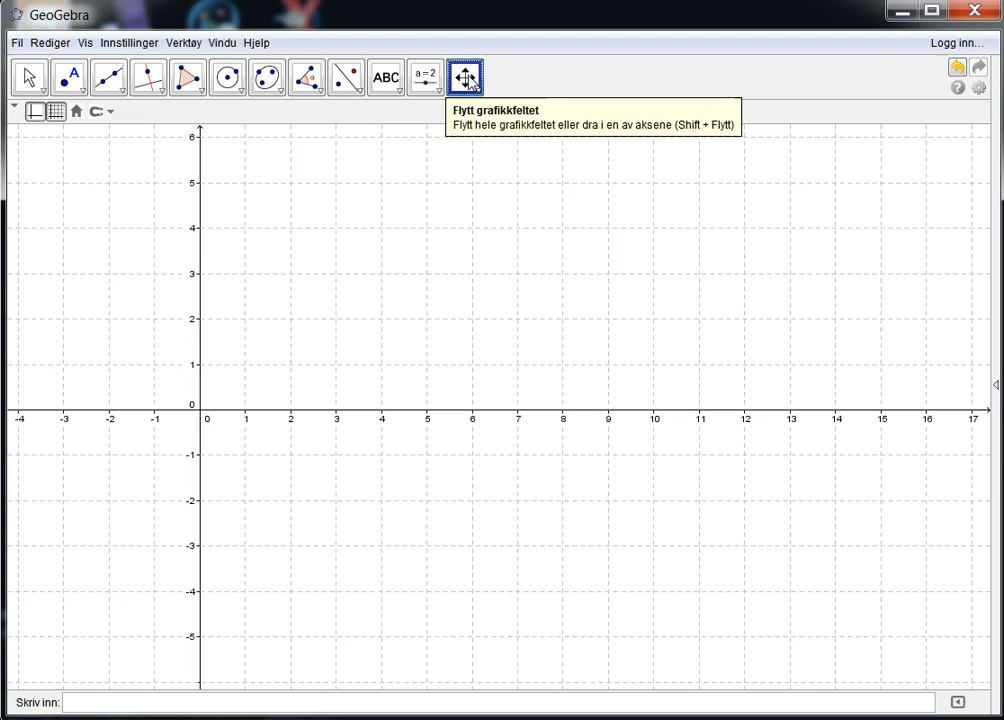 GeoGebra
Fil Rediger Vis Innstillinger Verktøy Vindu Hjelp Logg inn...
A α ABC a=2
Flytt grafikkfeltet
Flytt hele grafikkfeltet eller dra i en av aksene (Shift + Flytt)
6
5
4
3
2
1
0
-4 -3 -2 -1 0 1 2 3 4 5 6 7 8 9 10 11 12 13 14 15 16 17
-1
-2
-3
-4
-5
Skriv inn: